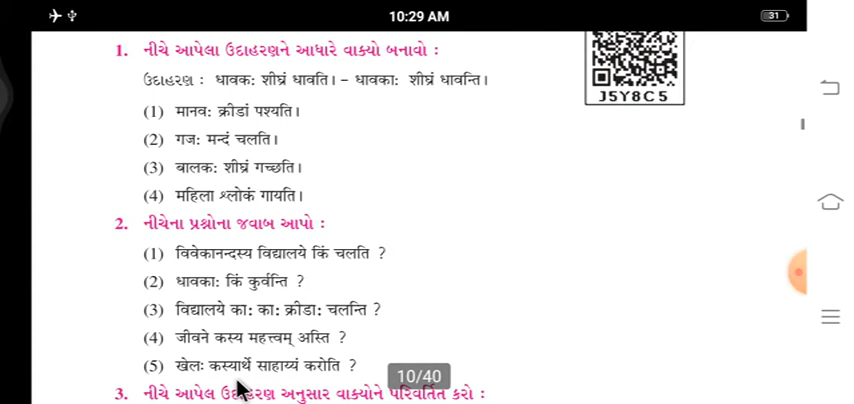 10:29 AM
31
1. નીચે આપેલા ઉદાહરણને આધારે વાક્યો બનાવો :
ઉદાહરણ : धावक: शीघ्रं धावति। - धावका: शीघ्रं धावन्ति।
J5Y8C5
(1) मानव: क्रीडां पश्यति।
(2) गज: मन्दं चलति।
(3) बालक: शीघ्रं गच्छति।
(4) महिला श्लोकं गायति।
2. નીચેના પ્રશ્નોના જવાબ આપો :
(1) विवेकानन्दस्य विद्यालये किं चलति ?
(2) धावका: किं कुर्वन्ति ?
(3) विद्यालये का: का: क्रीडा: चलन्ति ?
(4) जीवने कस्य महत्त्वम् अस्ति ?
(5) खेलः कस्यार्थे साहाय्यं करोति ?
10/40
3. નીચે આપેલ ઉદાહરણ અનુસાર વાક્યોને પરિવર્તિત કરો :